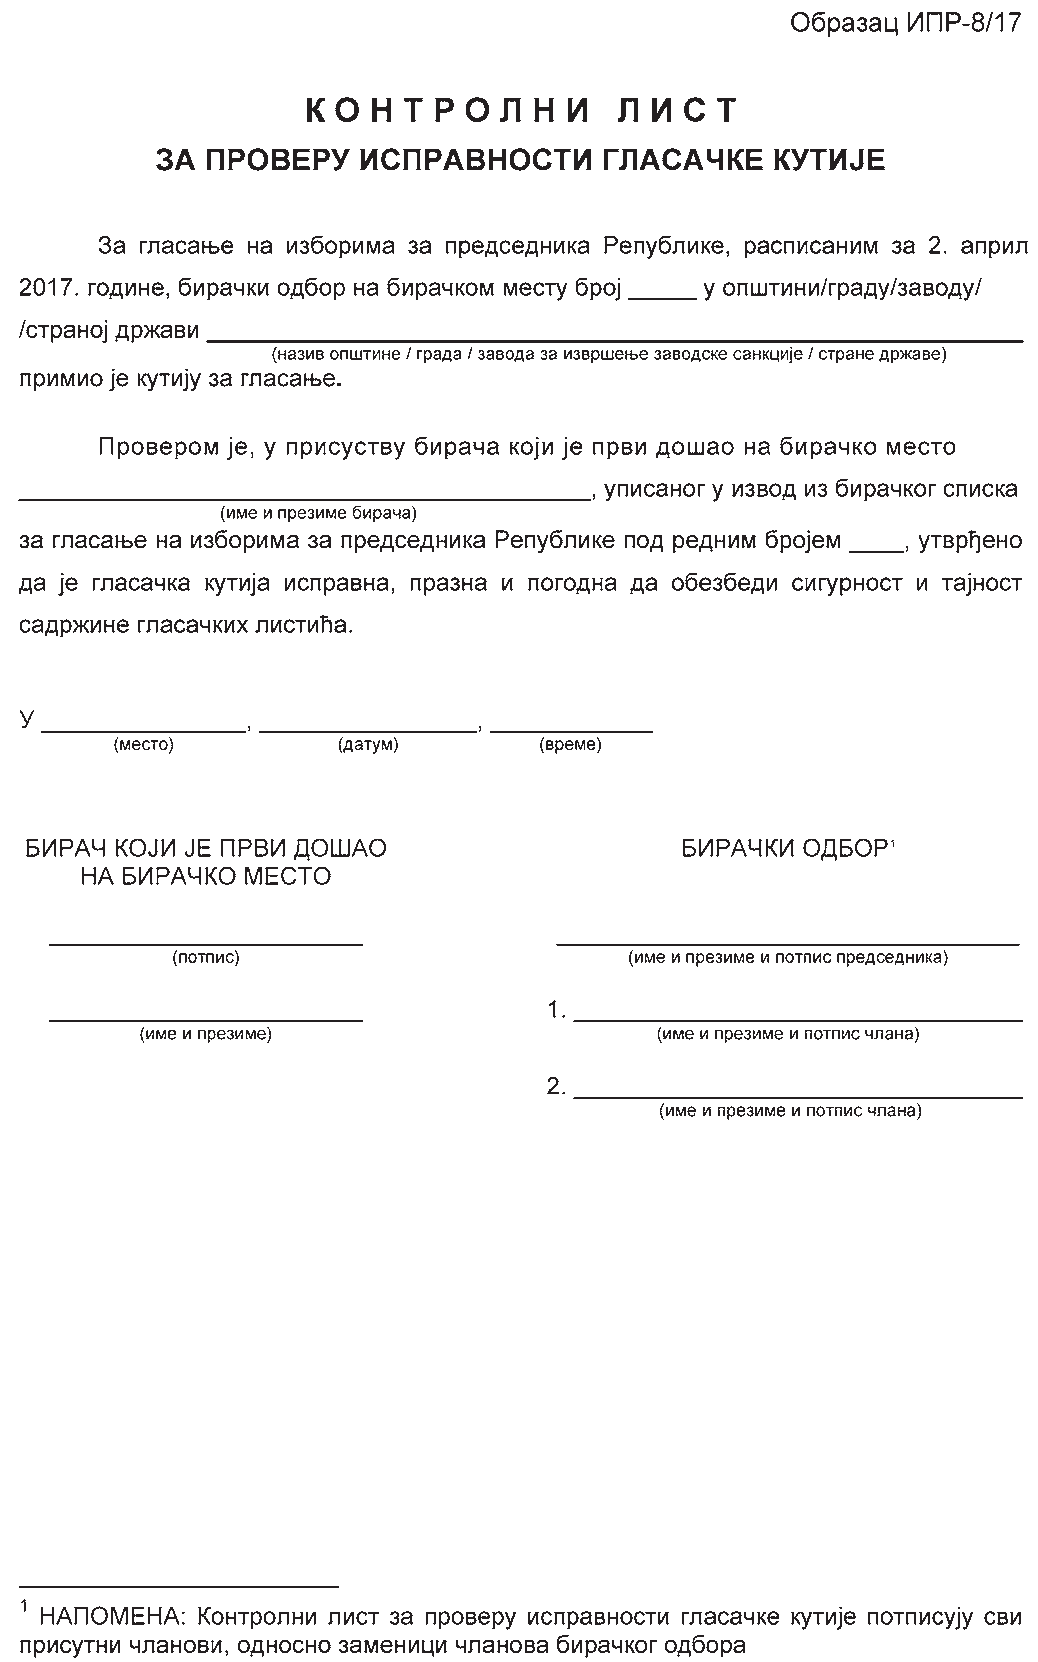 Образац ИПР-8/17
КОНТРОЛНИ ЛИСТ
ЗА ПРОВЕРУ ИСПРАВНОСТИ ГЛАСАЧКЕ КУТИЈЕ
За гласање на изборима за председника Републике, расписаним за 2. април
2017. године, бирачки одбор на бирачком месту број _____ у општини/граду/заводу/
/страној држави ____________________
(назив општине / града / завода за извршење заводске санкције / стране државе)
примио је кутију за гласање.
Провером је, у присуству бирача који је први дошао на бирачко место
____________________, уписаног у извод из бирачког списка
(име и презиме бирача)
за гласање на изборима за председника Републике под редним бројем ____, утврђено
да је гласачка кутија исправна, празна и погодна да обезбеди сигурност и тајност
садржине гласачких листића.
У _______________, ________________, ____________
(место) (датум) (време)
БИРАЧ КОЈИ ЈЕ ПРВИ ДОШАО БИРАЧКИ ОДБОР¹
НА БИРАЧКО МЕСТО
(потпис) (име и презиме и потпис председника)
1. ____________________
(име и презиме) (име и презиме и потпис члана)
2. ____________________
(име и презиме и потпис члана)
¹ НАПОМЕНА: Контролни лист за проверу исправности гласачке кутије потписују сви
присутни чланови, односно заменици чланова бирачког одбора